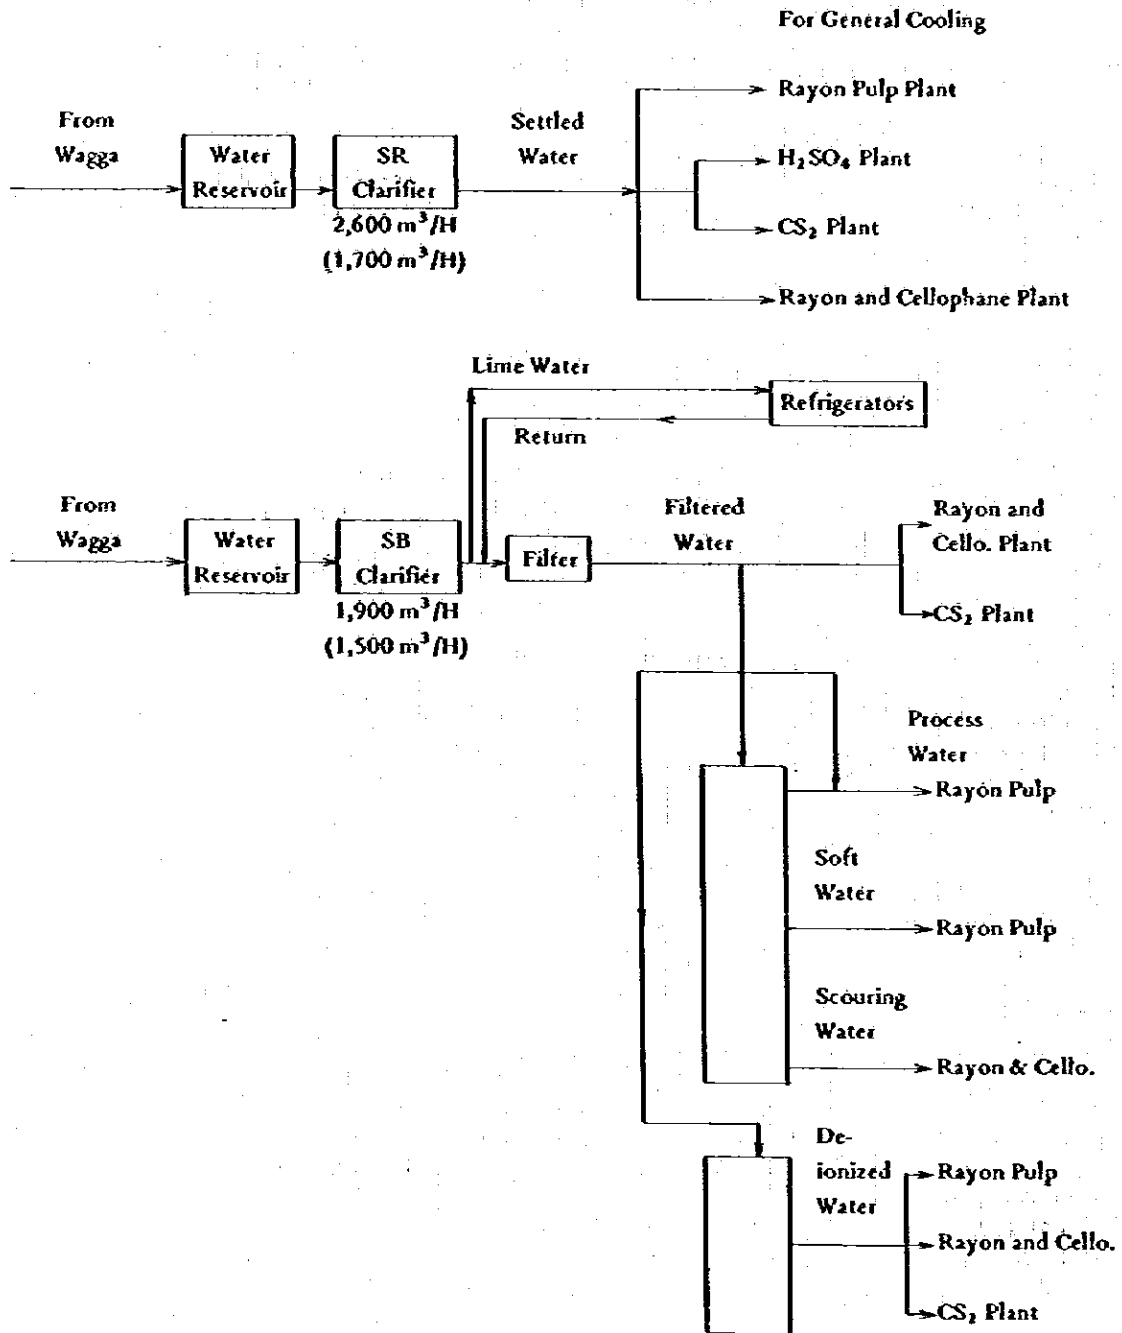 For General Cooling
Rayon Pulp Plant
From
Wagga
Water
Reservoir
SR
Clarifier
2,600 m³/H
(1,700 m³/H)
Settled
Water
H₂SO₄ Plant
CS₂ Plant
Rayon and Cellophane Plant
Lime Water
Refrigerators
Return
From
Wagga
Water
Reservoir
SB
Clarifier
1,900 m³/H
(1,500 m³/H)
Filter
Filtered
Water
Rayon and
Cello. Plant
CS₂ Plant
Process
Water
Rayon Pulp
Soft
Water
Rayon Pulp
Scouring
Water
Rayon & Cello.
De-
ionized
Water
Rayon Pulp
Rayon and Cello.
CS₂ Plant